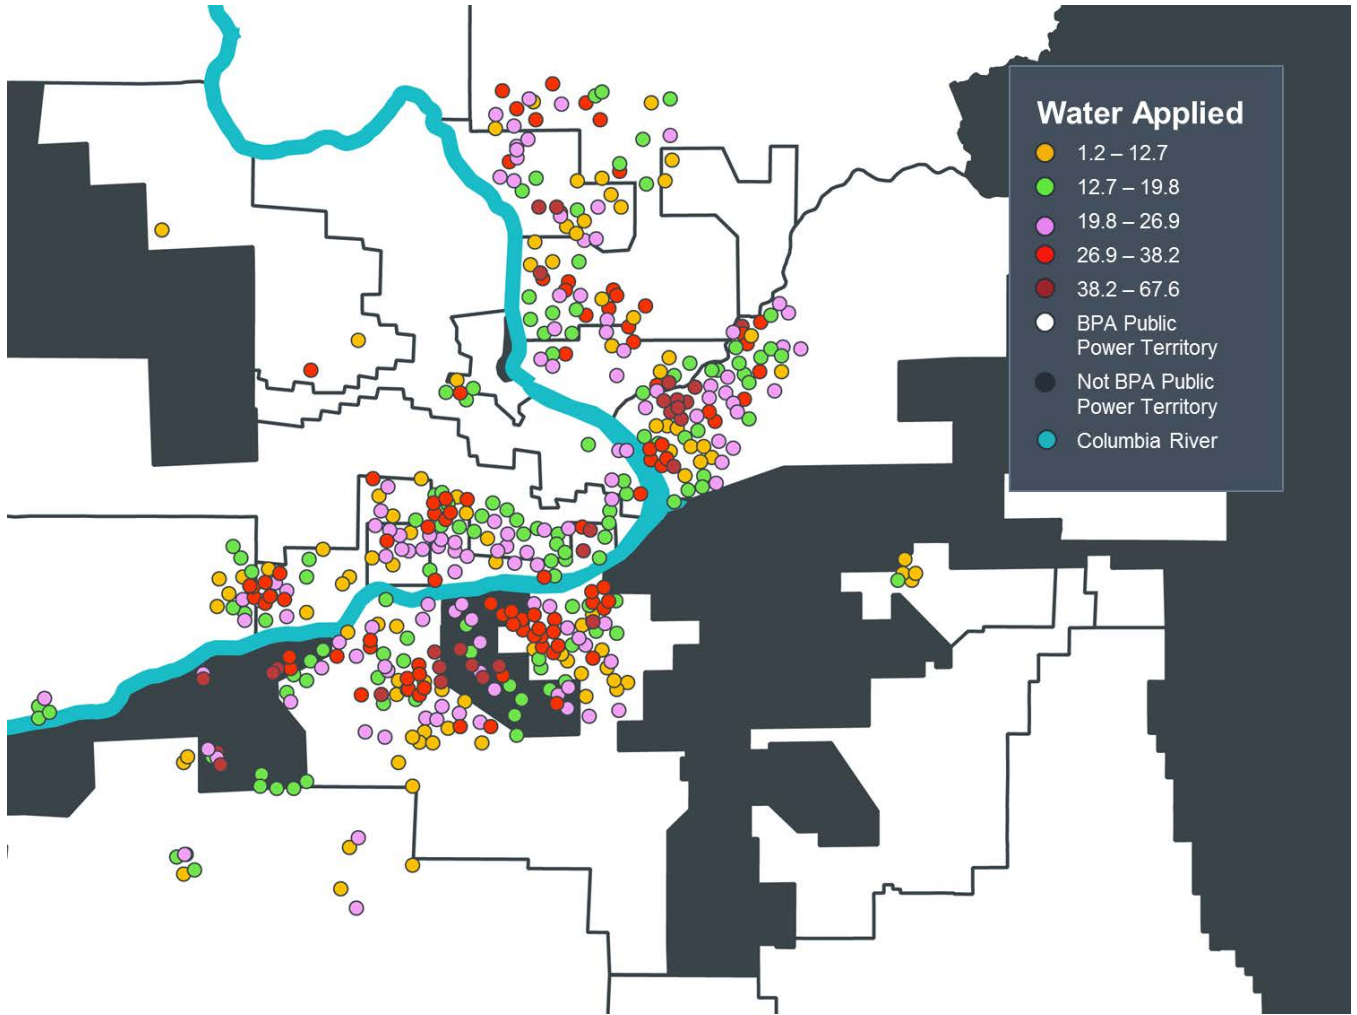 Water Applied
1.2 – 12.7
12.7 – 19.8
19.8 – 26.9
26.9 – 38.2
38.2 – 67.6
BPA Public
Power Territory
Not BPA Public
Power Territory
Columbia River